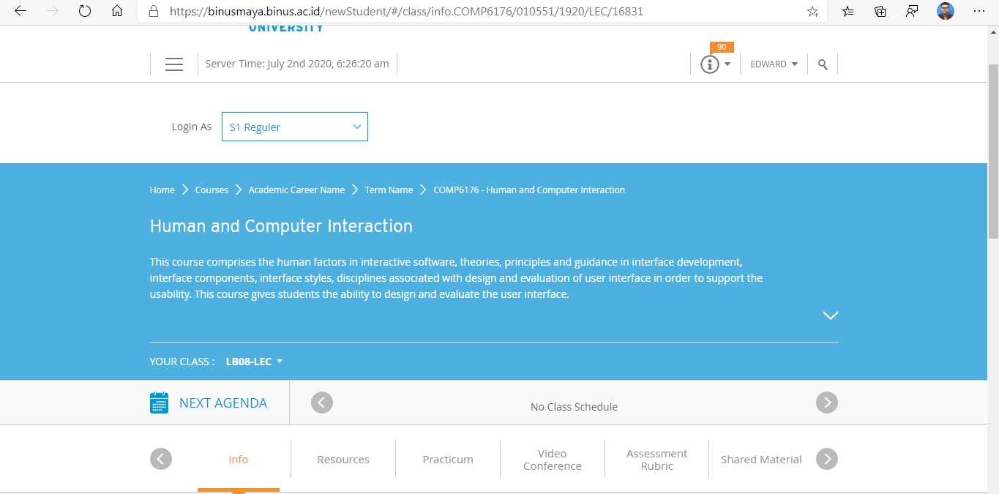 https://binusmaya.binus.ac.id/newStudent/#/class/info.COMP6176/010551/1920/LEC/16831
UNIVERSITY
90
Server Time: July 2nd 2020, 6:26:20 am
EDWARD
Login As
S1 Reguler
Home Courses Academic Career Name Term Name COMP6176 - Human and Computer Interaction
Human and Computer Interaction
This course comprises the human factors in interactive software, theories, principles and guidance in interface development,
interface components, interface styles, disciplines associated with design and evaluation of user interface in order to support the
usability. This course gives students the ability to design and evaluate the user interface.
YOUR CLASS : LB08-LEC
NEXT AGENDA
No Class Schedule
Info
Resources
Practicum
Video
Conference
Assessment
Rubric
Shared Material